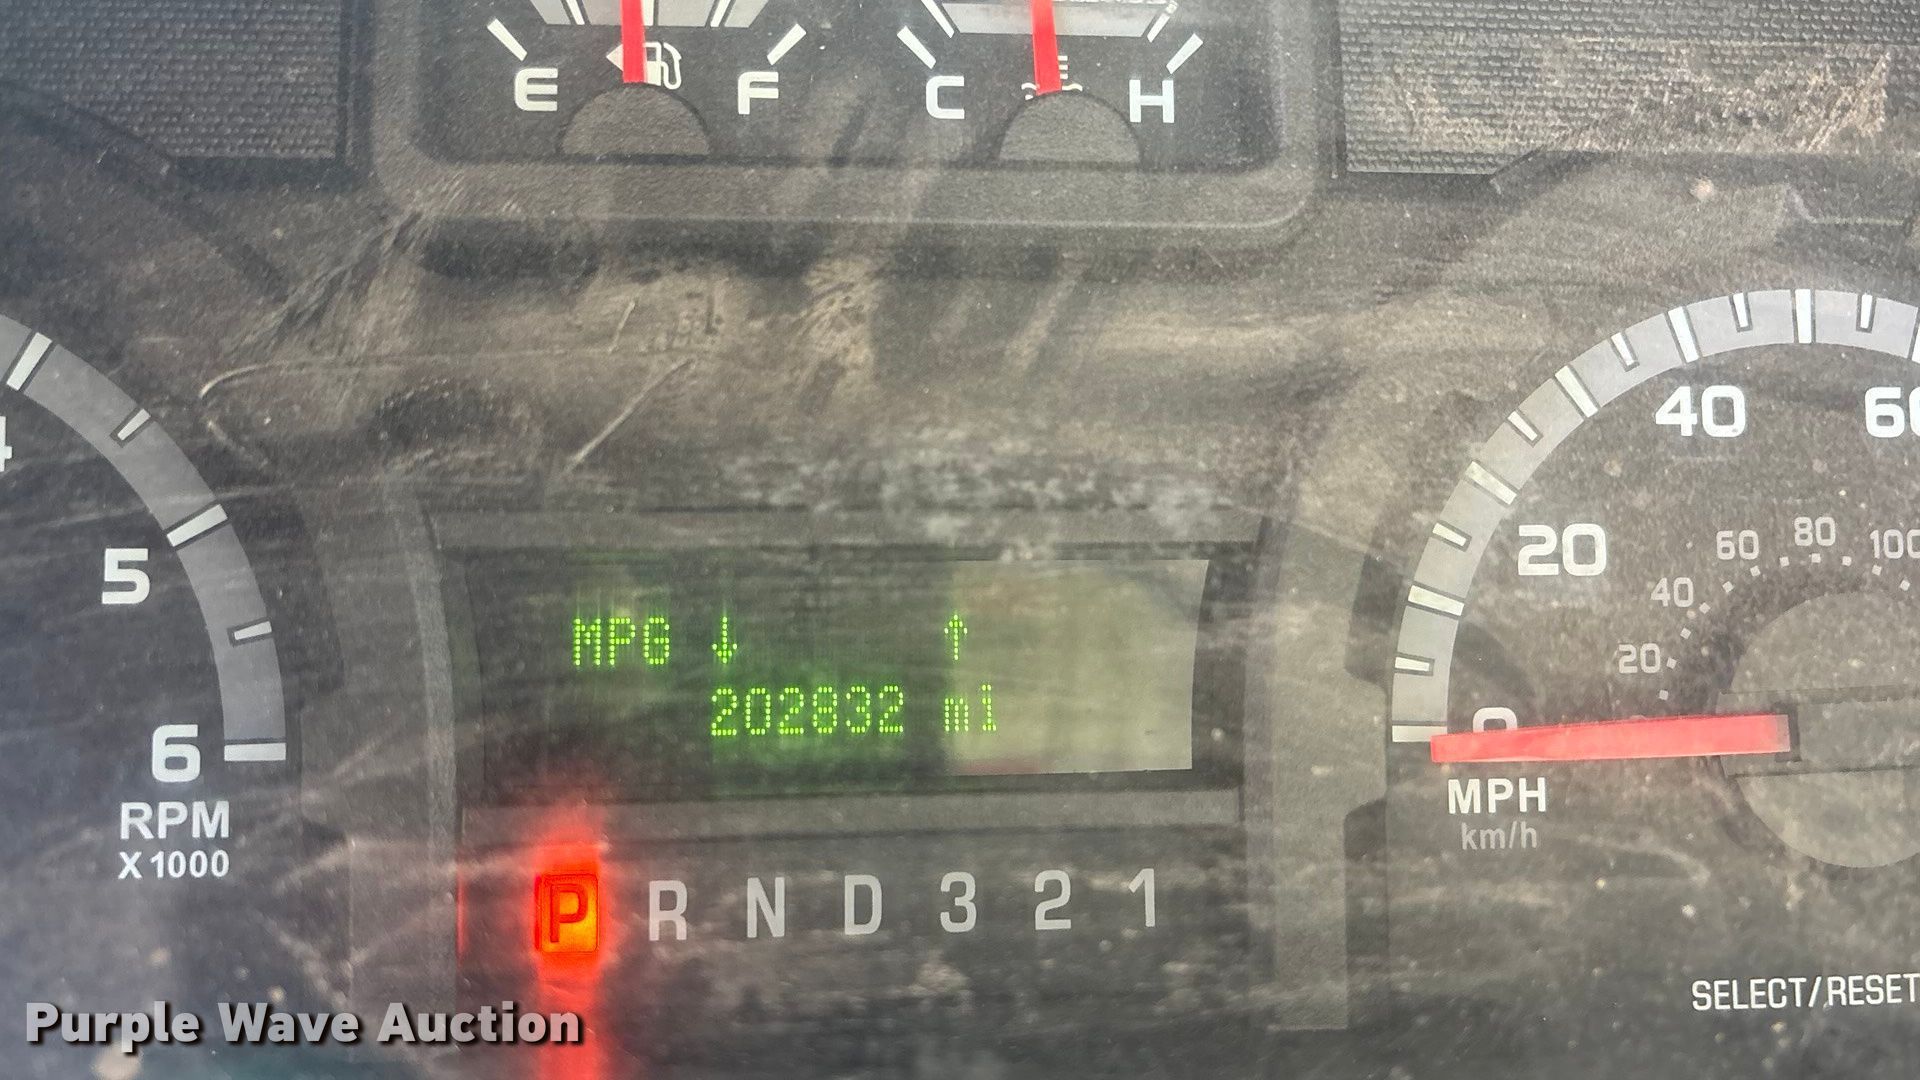 E F
C H
4
5
6
RPM
X 1000
MPG ↓ ↑
202832 mi
P R N D 3 2 1
0
20
40
60
20
40
60
80
100
MPH
km/h
SELECT/RESET
Purple Wave Auction